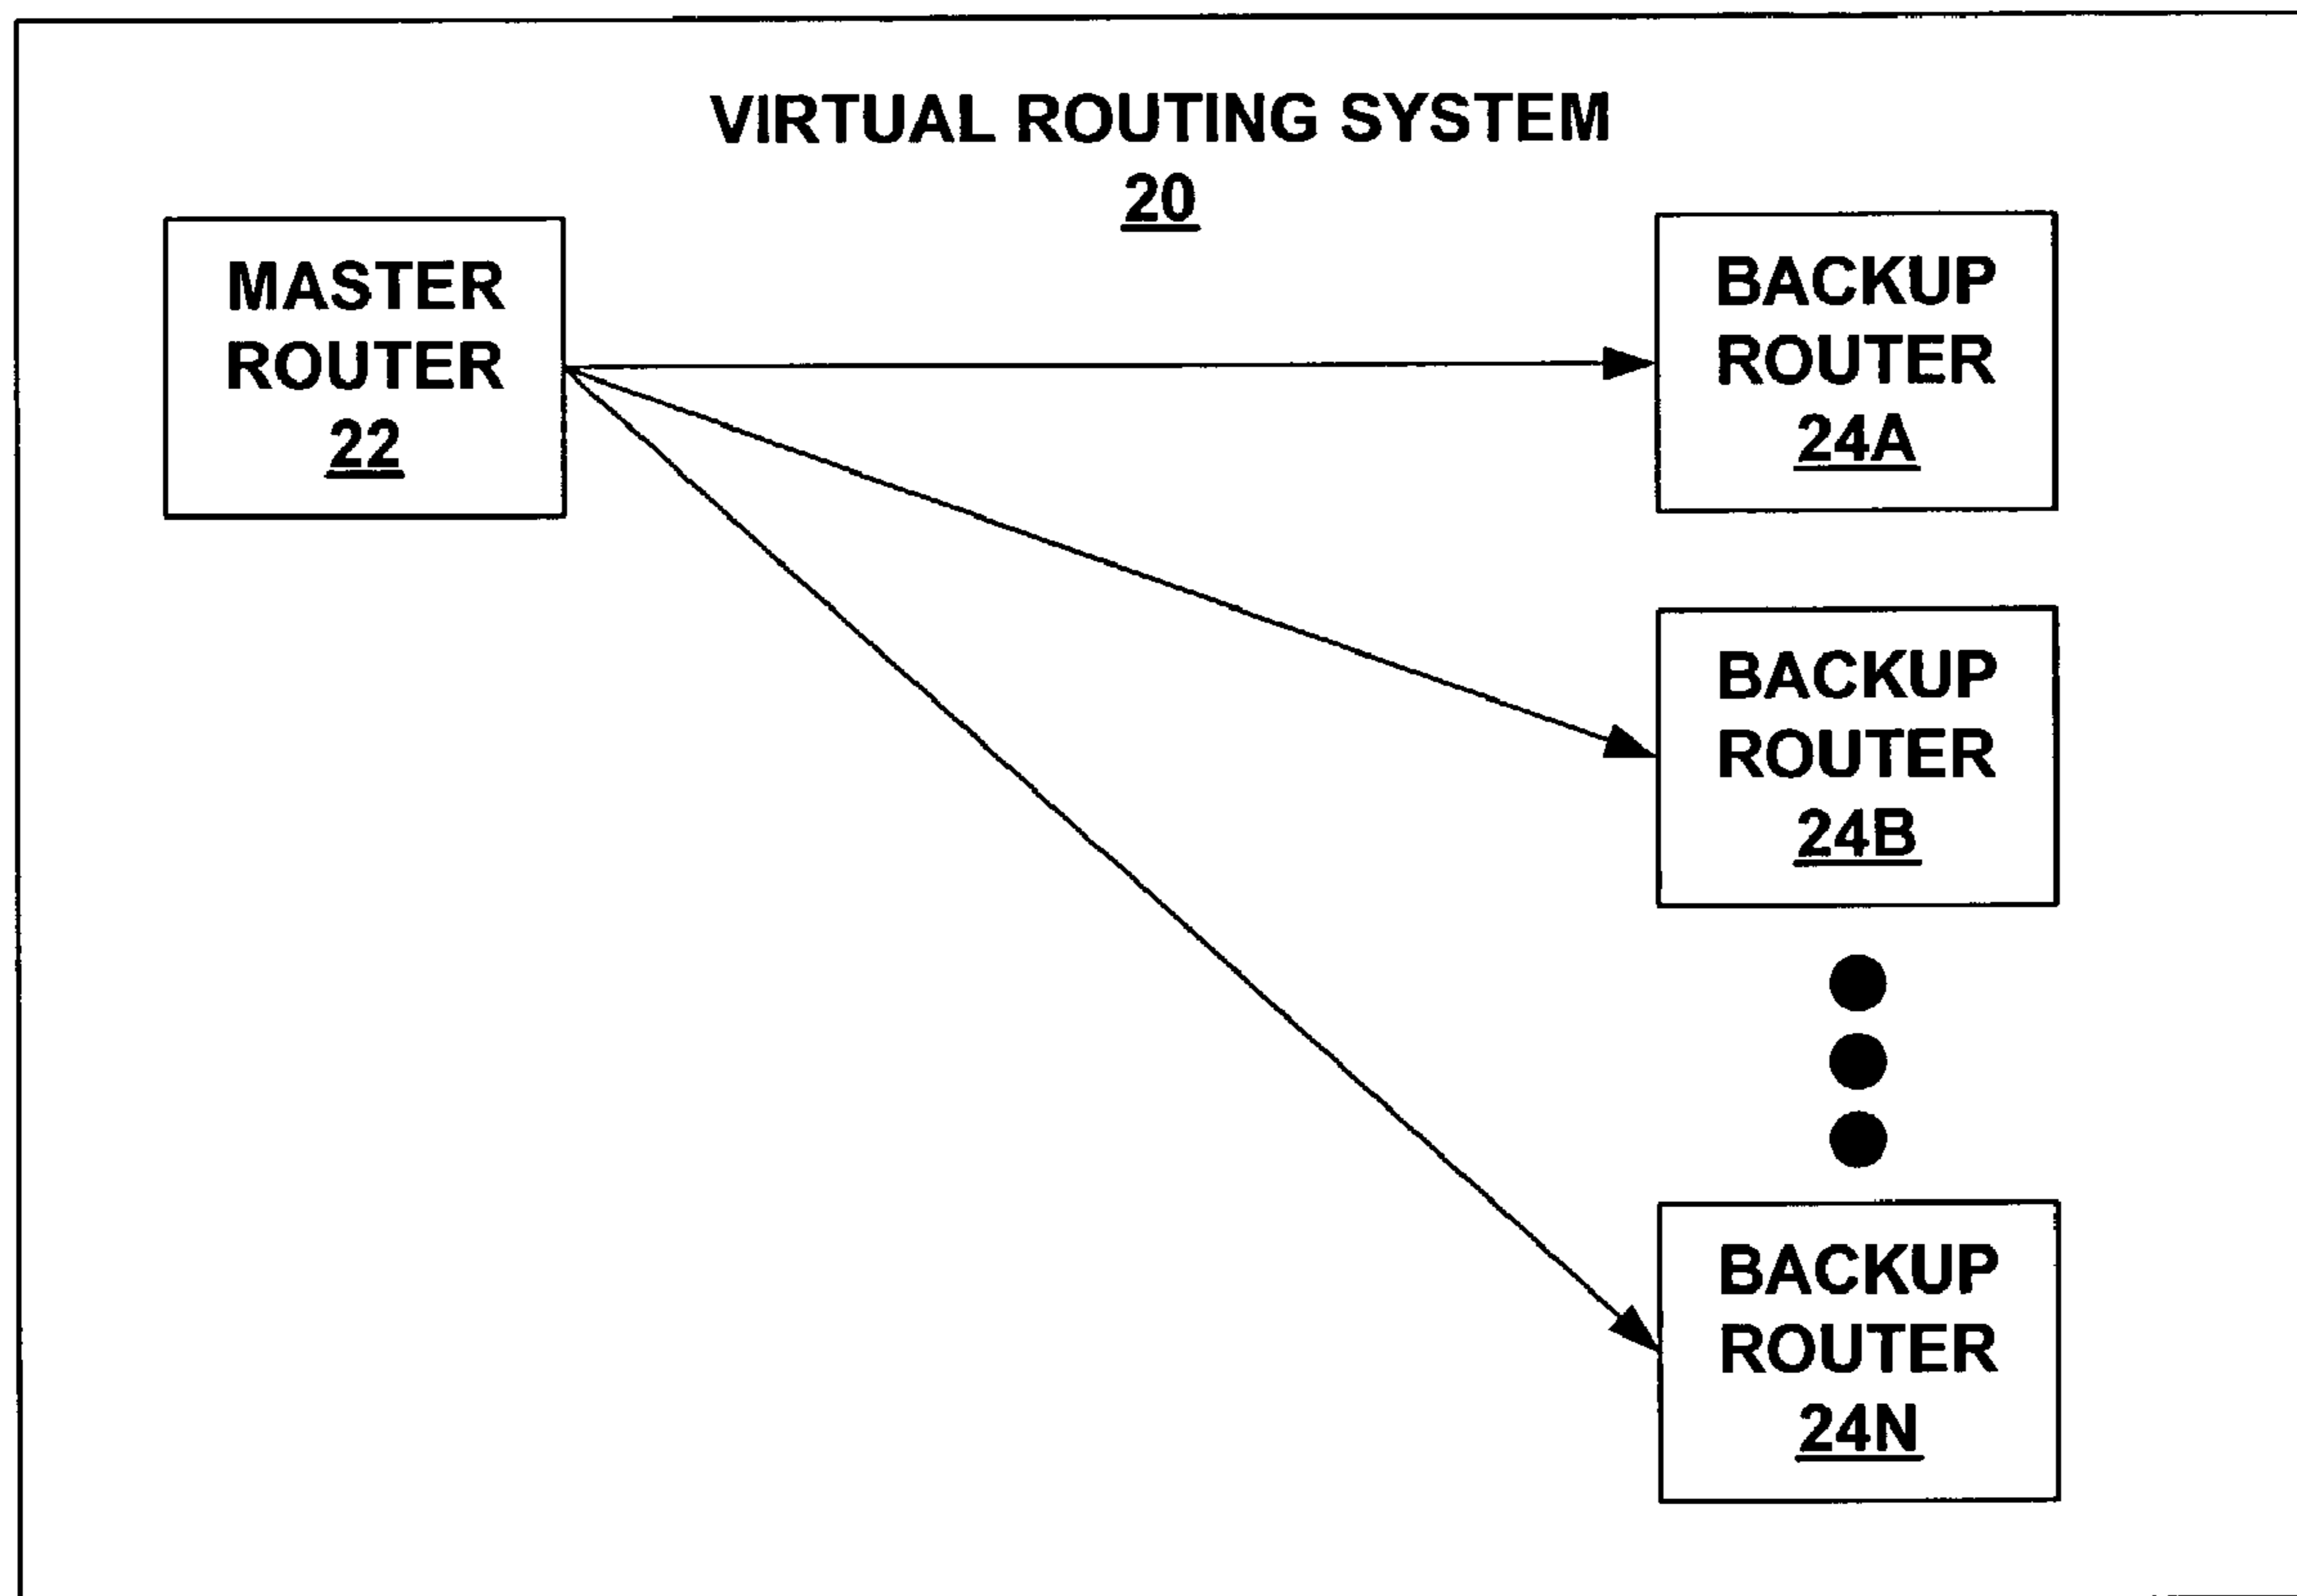 VIRTUAL ROUTING SYSTEM
20
MASTER
ROUTER
22
BACKUP
ROUTER
24A
BACKUP
ROUTER
24B
BACKUP
ROUTER
24N